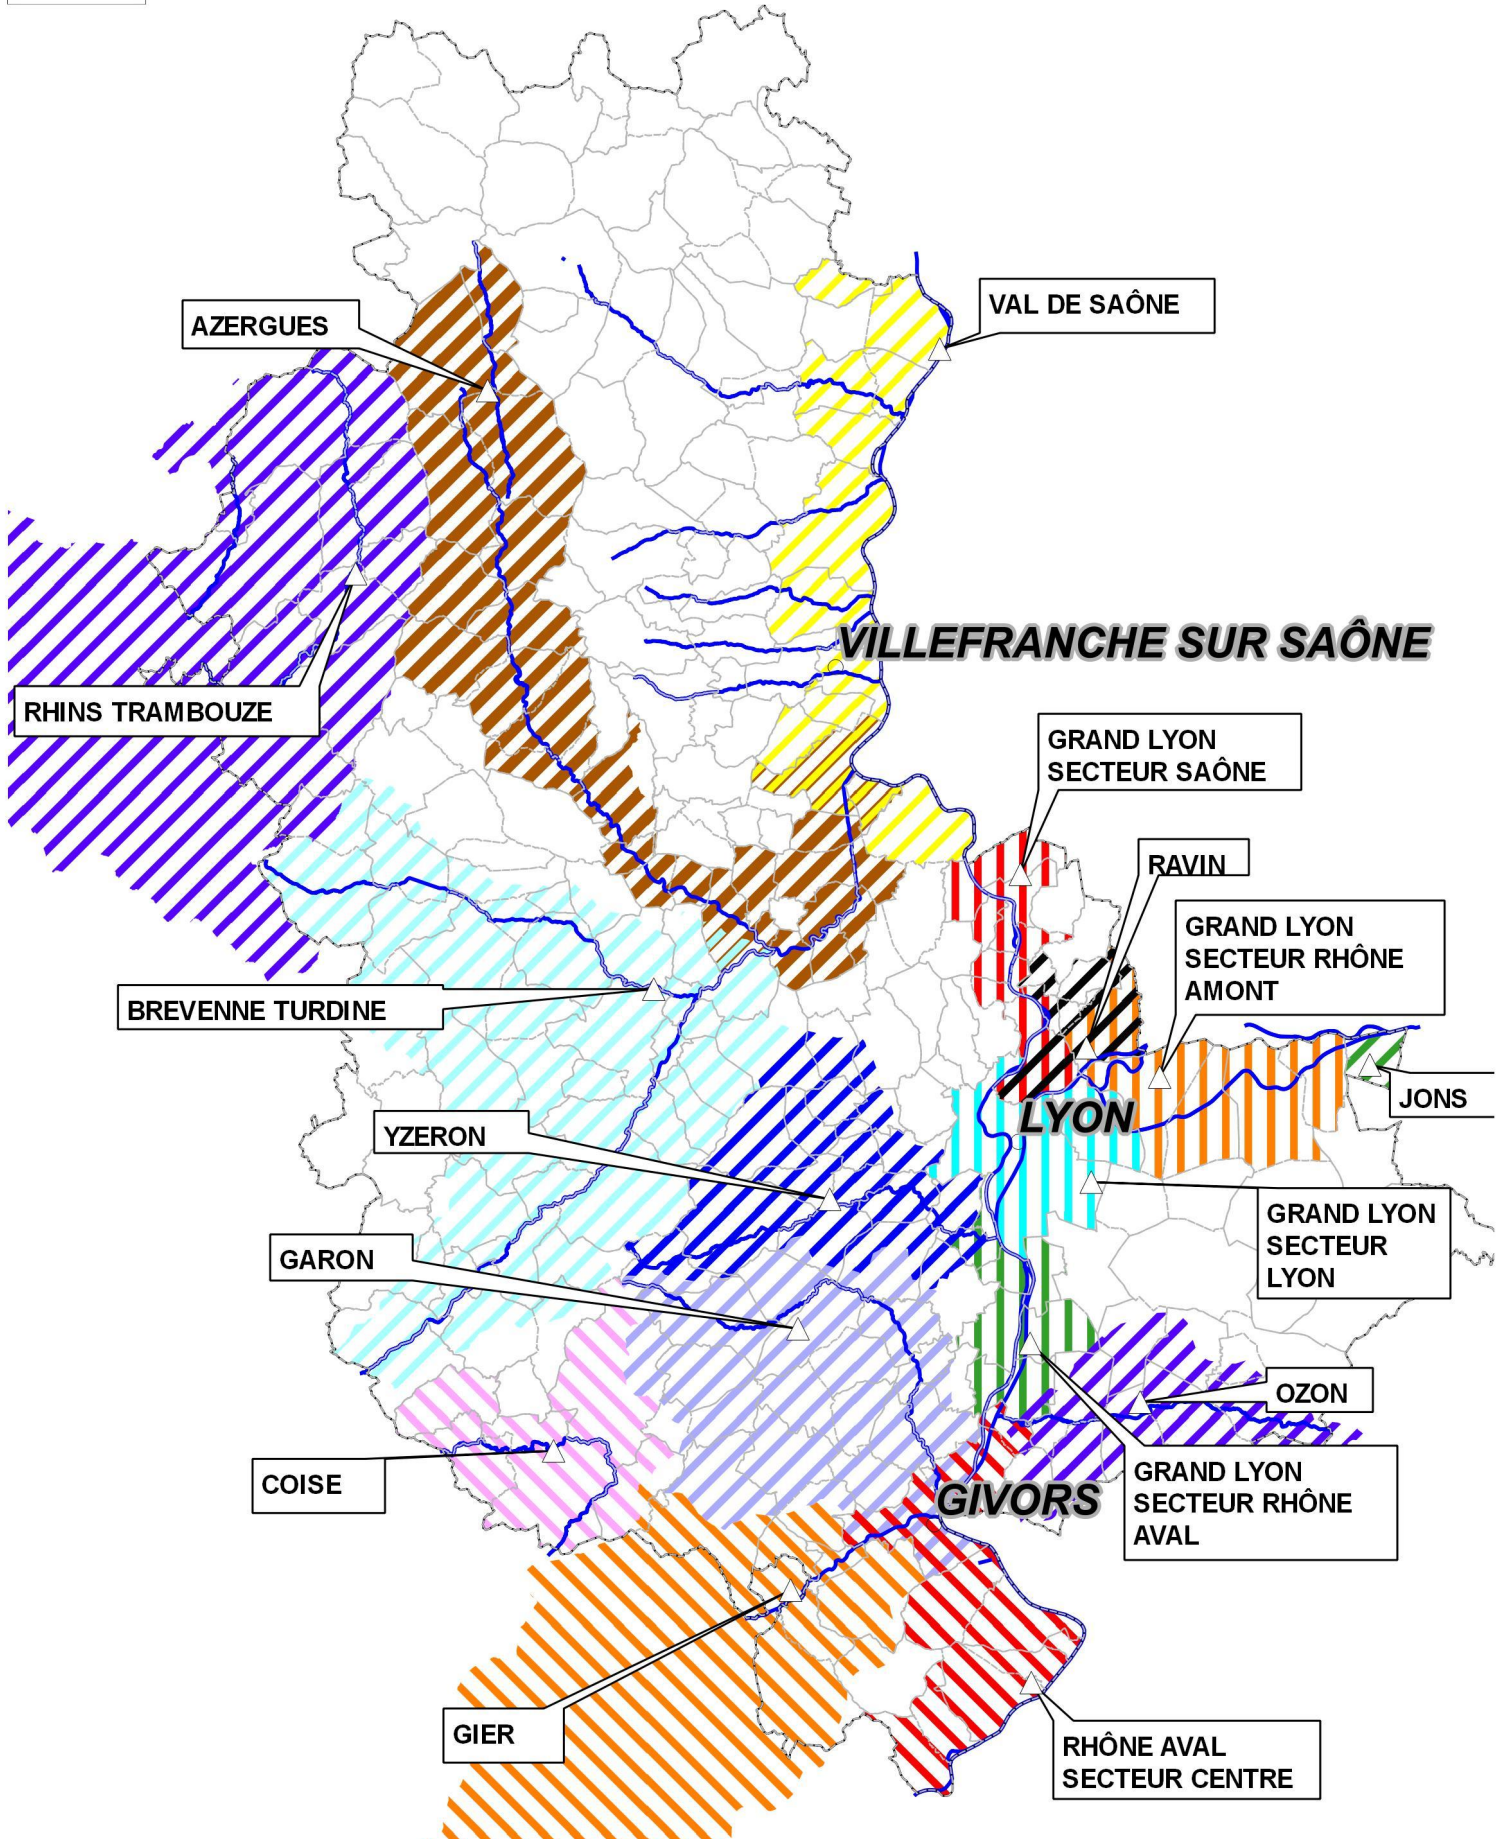 VAL DE SAÔNE
AZERGUES
VILLEFRANCHE SUR SAÔNE
RHINS TRAMBOUZE
GRAND LYON
SECTEUR SAÔNE
RAVIN
GRAND LYON
SECTEUR RHÔNE
AMONT
BREVENNE TURDINE
JONS
LYON
YZERON
GRAND LYON
SECTEUR
LYON
GARON
OZON
COISE
GRAND LYON
SECTEUR RHÔNE
AVAL
GIVORS
GIER
RHÔNE AVAL
SECTEUR CENTRE